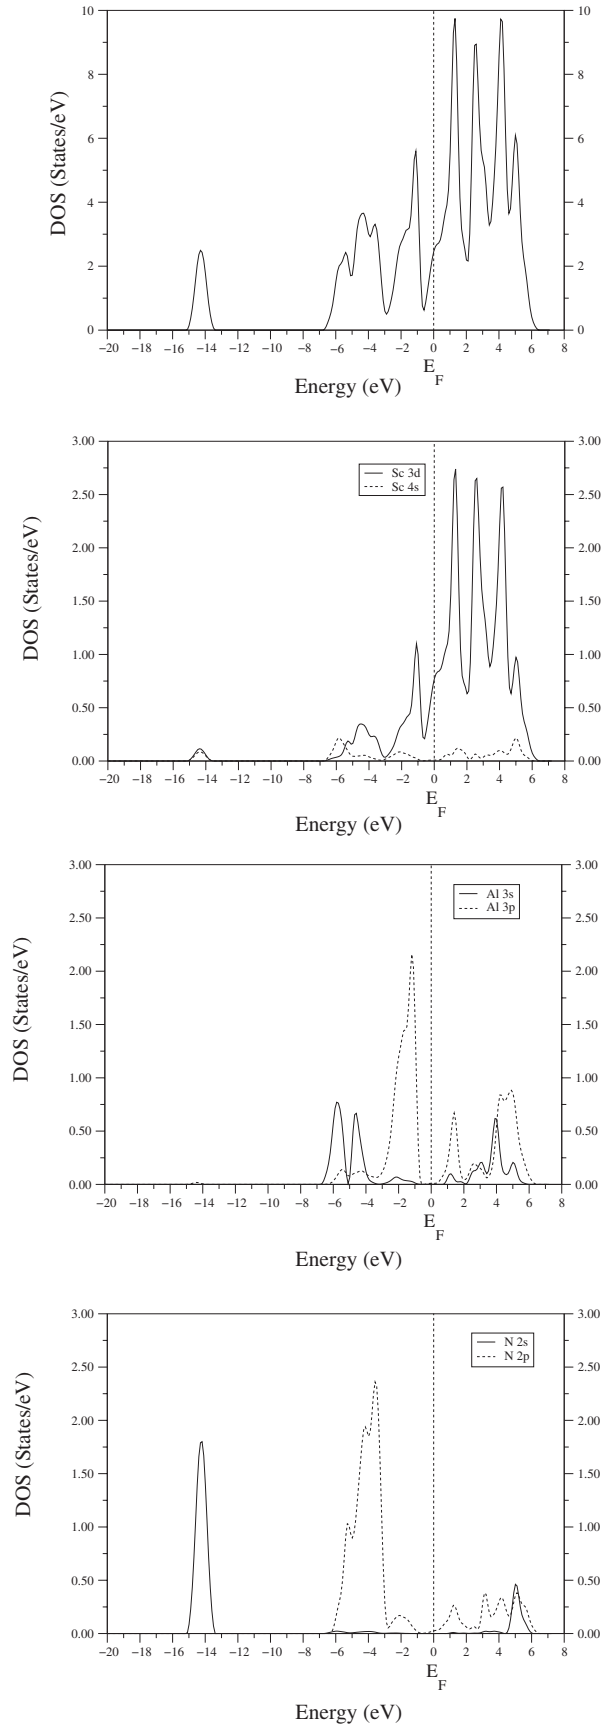 10 10
8 8
DOS (States/eV)
6 6
4 4
2 2
0 0
−20 −18 −16 −14 −12 −10 −8 −6 −4 −2 0 2 4 6 8
E
F
Energy (eV)
3.00 3.00
Sc 3d
Sc 4s
2.50 2.50
2.00 2.00
DOS (States/eV)
1.50 1.50
1.00 1.00
0.50 0.50
0.00 0.00
−20 −18 −16 −14 −12 −10 −8 −6 −4 −2 0 2 4 6 8
E
F
Energy (eV)
3.00 3.00
Al 3s
Al 3p
2.50 2.50
2.00 2.00
DOS (States/eV)
1.50 1.50
1.00 1.00
0.50 0.50
0.00 0.00
−20 −18 −16 −14 −12 −10 −8 −6 −4 −2 0 2 4 6 8
E
F
Energy (eV)
3.00 3.00
N 2s
N 2p
2.50 2.50
2.00 2.00
DOS (States/eV)
1.50 1.50
1.00 1.00
0.50 0.50
0.00 0.00
−20 −18 −16 −14 −12 −10 −8 −6 −4 −2 0 2 4 6 8
E
F
Energy (eV)